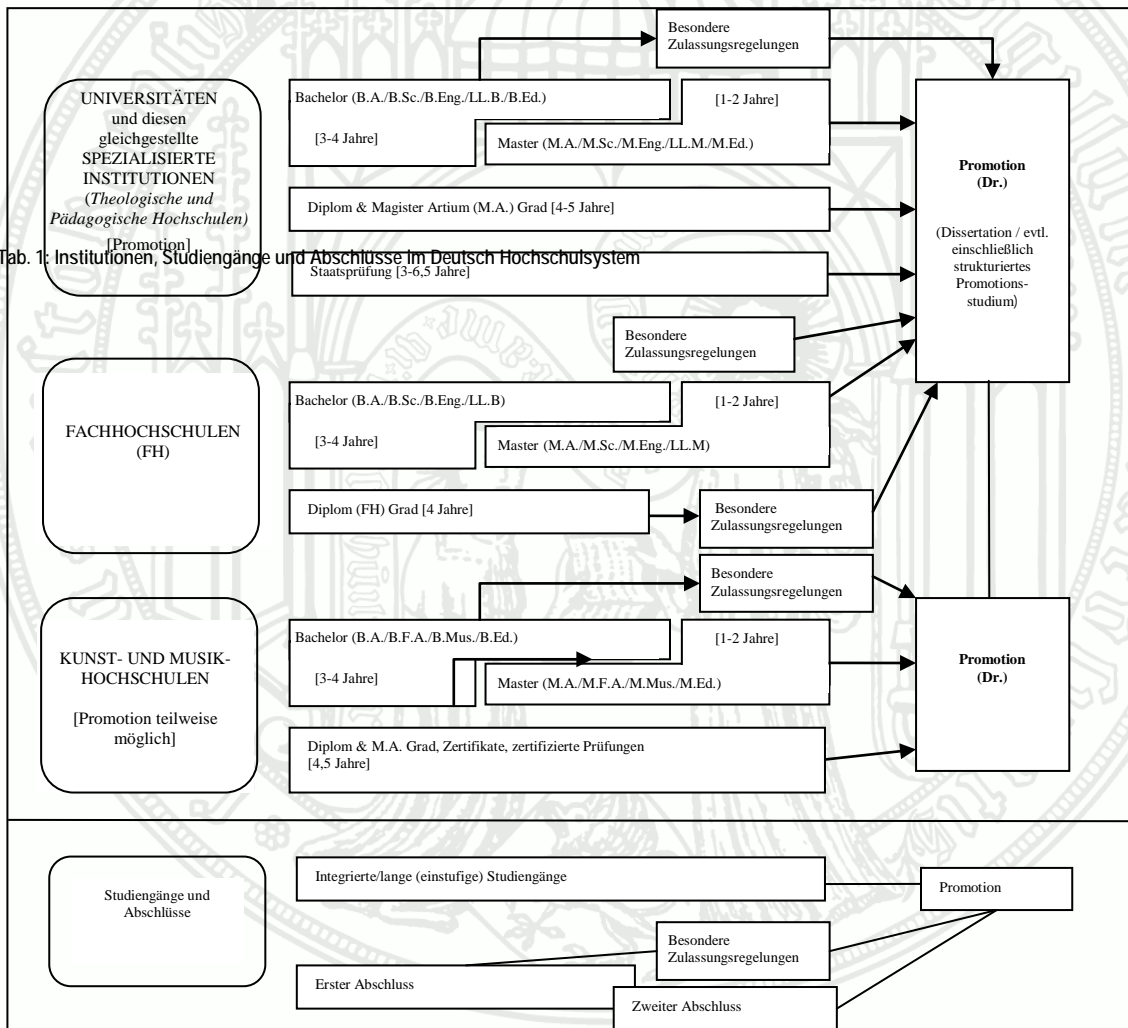 Besondere
Zulassungsregelungen
UNIVERSITÄTEN
und diesen
gleichgestellte
SPEZIALISIERTE
INSTITUTIONEN
(Theologische und
Pädagogische Hochschulen)
[Promotion]
Bachelor (B.A./B.Sc./B.Eng./LL.B./B.Ed.)
[3-4 Jahre]
[1-2 Jahre]
Master (M.A./M.Sc./M.Eng./LL.M./M.Ed.)
Diplom & Magister Artium (M.A.) Grad [4-5 Jahre]
Tab. 1: Institutionen, Studiengänge und Abschlüsse im Deutsch Hochschulsystem
Staatsprüfung [3-6,5 Jahre]
Promotion
(Dr.)
(Dissertation / evtl.
einschließlich
strukturiertes
Promotions-
studium)
Besondere
Zulassungsregelungen
FACHHOCHSCHULEN
(FH)
Bachelor (B.A./B.Sc./B.Eng./LL.B)
[3-4 Jahre]
[1-2 Jahre]
Master (M.A./M.Sc./M.Eng./LL.M)
Diplom (FH) Grad [4 Jahre]
Besondere
Zulassungsregelungen
Besondere
Zulassungsregelungen
KUNST- UND MUSIK-
HOCHSCHULEN
[Promotion teilweise
möglich]
Bachelor (B.A./B.F.A./B.Mus./B.Ed.)
[3-4 Jahre]
[1-2 Jahre]
Master (M.A./M.F.A./M.Mus./M.Ed.)
Diplom & M.A. Grad, Zertifikate, zertifizierte Prüfungen
[4,5 Jahre]
Promotion
(Dr.)
Studiengänge und
Abschlüsse
Integrierte/lange (einstufige) Studiengänge
Promotion
Besondere
Zulassungsregelungen
Erster Abschluss
Zweiter Abschluss